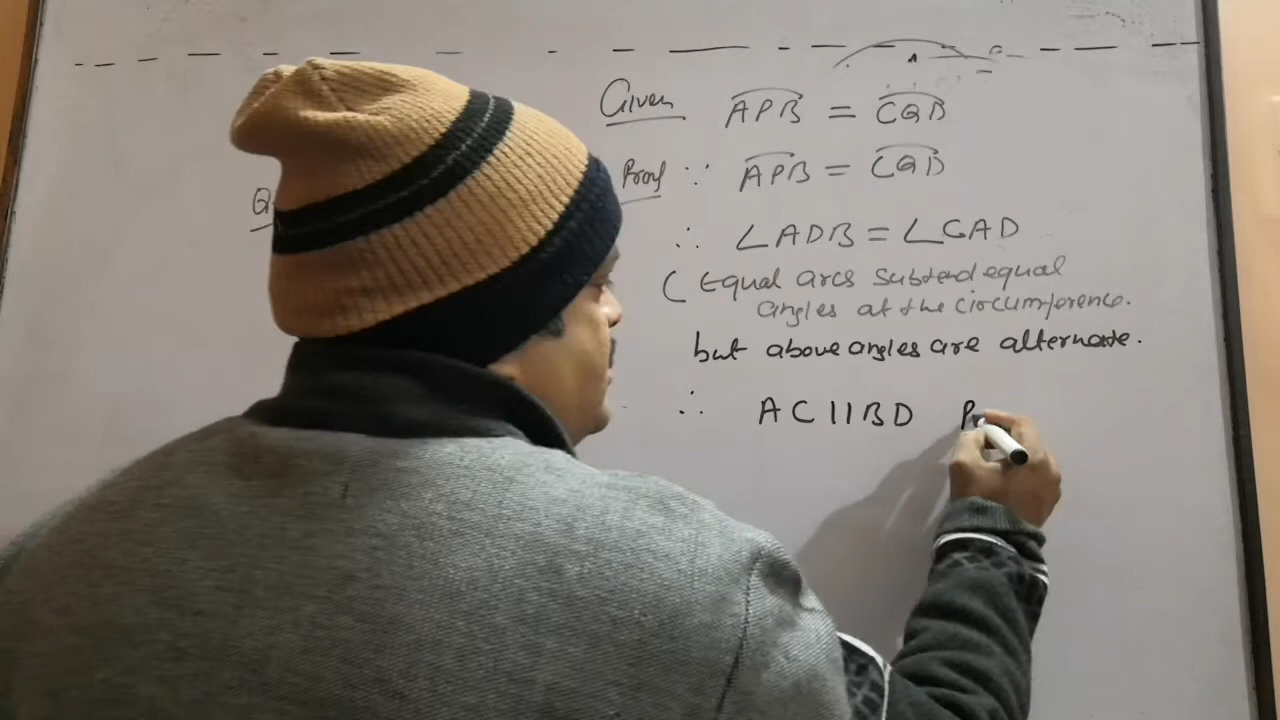 Given APB = CQB
Q
Proof ∵ APB = CQD
∴ ∠ADB = ∠CAD
( Equal arcs subtend equal
angles at the circumference.
but above angles are alternate.
∴ AC || BD P